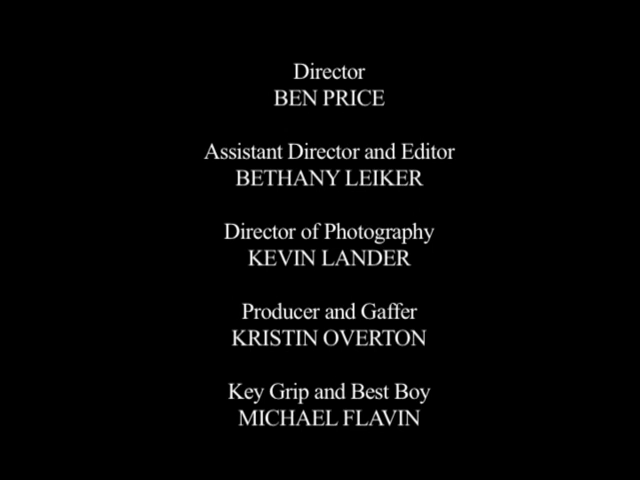 Director
BEN PRICE
Assistant Director and Editor
BETHANY LEIKER
Director of Photography
KEVIN LANDER
Producer and Gaffer
KRISTIN OVERTON
Key Grip and Best Boy
MICHAEL FLAVIN